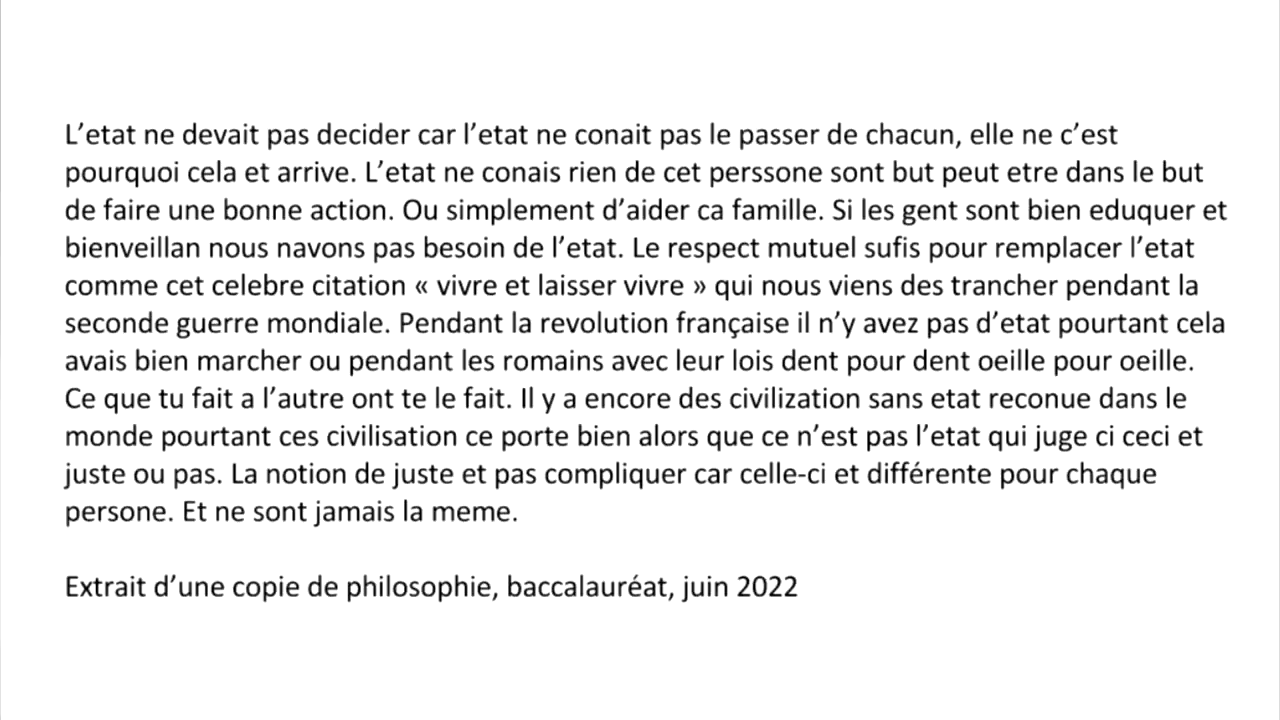 L’etat ne devait pas decider car l’etat ne conait pas le passer de chacun, elle ne c’est
pourquoi cela et arrive. L’etat ne conais rien de cet perssone sont but peut etre dans le but
de faire une bonne action. Ou simplement d’aider ca famille. Si les gent sont bien eduquer et
bienveillan nous navons pas besoin de l’etat. Le respect mutuel sufis pour remplacer l’etat
comme cet celebre citation « vivre et laisser vivre » qui nous viens des trancher pendant la
seconde guerre mondiale. Pendant la revolution française il n’y avez pas d’etat pourtant cela
avais bien marcher ou pendant les romains avec leur lois dent pour dent oeille pour oeille.
Ce que tu fait a l’autre ont te le fait. Il y a encore des civilization sans etat reconue dans le
monde pourtant ces civilisation ce porte bien alors que ce n’est pas l’etat qui juge ci ceci et
juste ou pas. La notion de juste et pas compliquer car celle-ci et différente pour chaque
persone. Et ne sont jamais la meme.
Extrait d’une copie de philosophie, baccalauréat, juin 2022